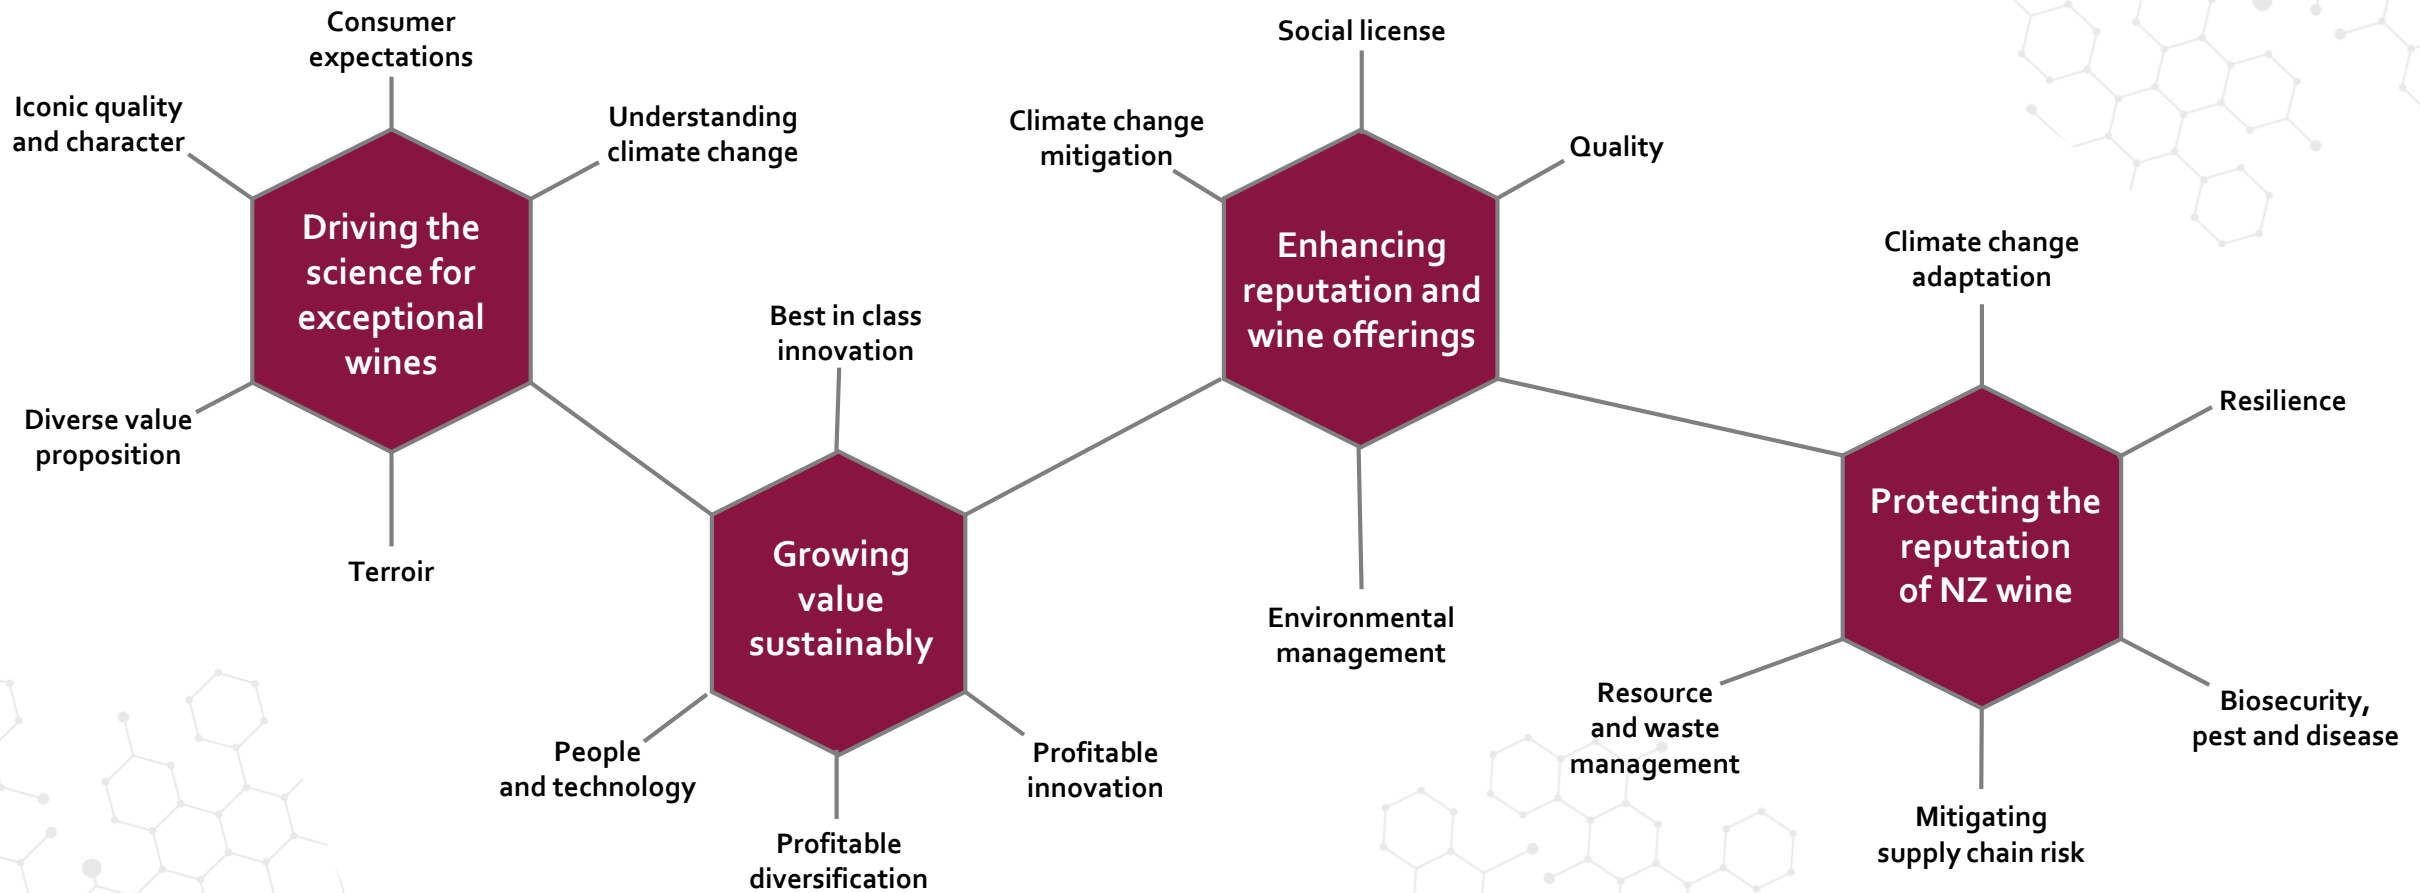 Consumer
expectations
Iconic quality
and character
Understanding
climate change
Driving the
science for
exceptional
wines
Diverse value
proposition
Terroir
Best in class
innovation
Growing
value
sustainably
People
and technology
Profitable
diversification
Profitable
innovation
Social license
Climate change
mitigation
Quality
Enhancing
reputation and
wine offerings
Environmental
management
Climate change
adaptation
Resilience
Protecting the
reputation
of NZ wine
Resource
and waste
management
Mitigating
supply chain risk
Biosecurity,
pest and disease